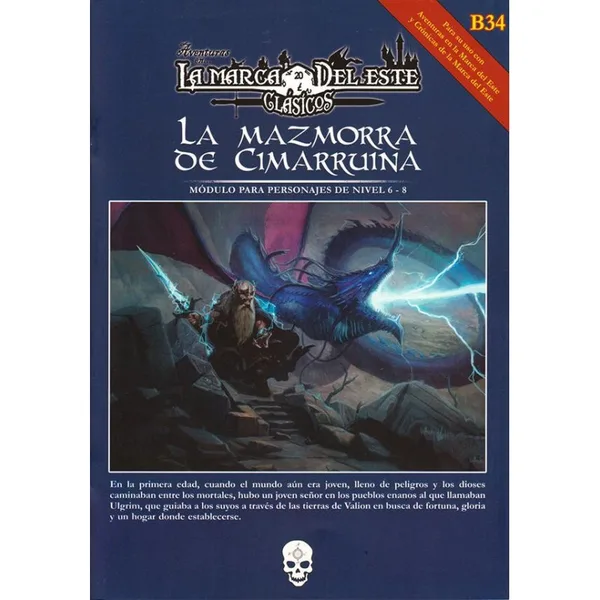 B34
Para su uso con
Aventuras en la Marca del Este
y Crónicas de la Marca del Este
Aventuras en
La Marca Del Este
20
Clásicos
La mazmorra
de Cimarruina
MÓDULO PARA PERSONAJES DE NIVEL 6 - 8
En la primera edad, cuando el mundo aún era joven, lleno de peligros y los dioses
caminaban entre los mortales, hubo un joven señor en los pueblos enanos al que llamaban
Ulgrim, que guiaba a los suyos a través de las tierras de Valion en busca de fortuna, gloria
y un hogar donde establecerse.